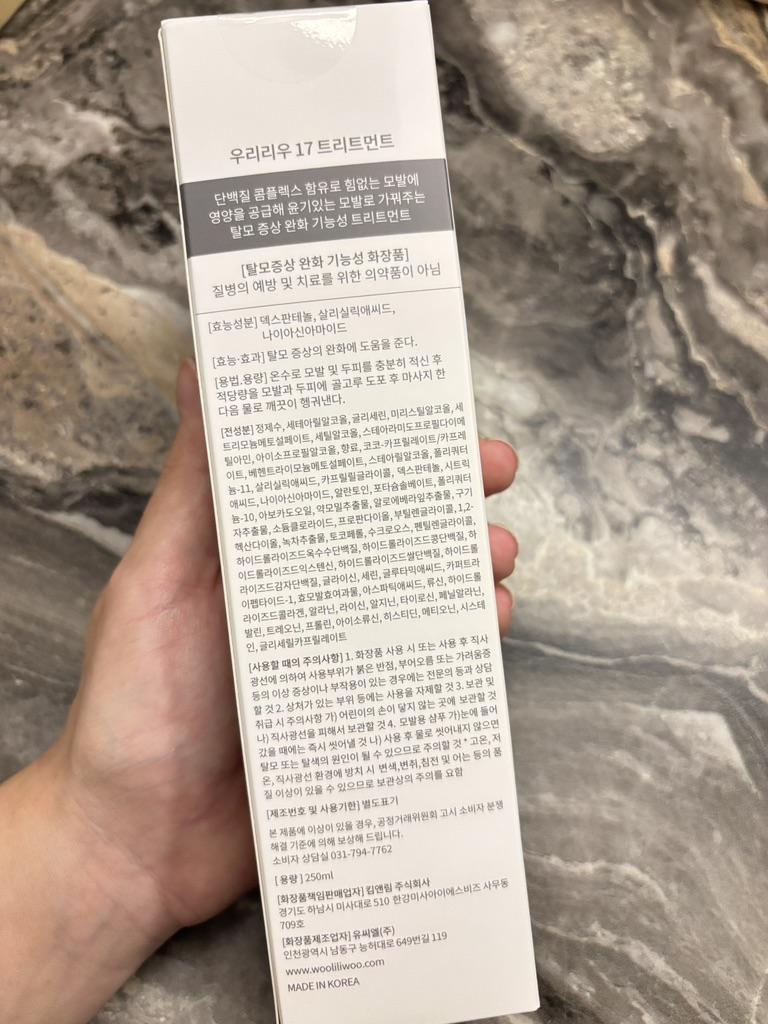 우리리우 17 트리트먼트
단백질 콤플렉스 함유로 힘없는 모발에
영양을 공급해 윤기있는 모발로 가꿔주는
탈모 증상 완화 기능성 트리트먼트
[탈모증상 완화 기능성 화장품]
질병의 예방 및 치료를 위한 의약품이 아님
[효능성분] 덱스판테놀, 살리실릭애씨드,
나이아신아마이드
[효능·효과] 탈모 증상의 완화에 도움을 준다.
[용법.용량] 온수로 모발 및 두피를 충분히 적신 후
적당량을 모발과 두피에 골고루 도포 후 마사지 한
다음 물로 깨끗이 헹궈낸다.
[전성분] 정제수, 세테아릴알코올, 글리세린, 미리스틸알코올, 세
트리모늄메토설페이트, 세틸알코올, 스테아라미도프로필다이메
틸아민, 아이소프로필알코올, 향료, 코코-카프릴레이트/카프레
이트, 베헨트라이모늄메토설페이트, 스테아릴알코올, 폴리쿼터
늄-11, 살리실릭애씨드, 카프릴릴글라이콜, 덱스판테놀, 시트릭
애씨드, 나이아신아마이드, 알란토인, 포타슘솔베이트, 폴리쿼터
늄-10, 아보카도오일, 약모밀추출물, 알로에베라잎추출물, 구기
자추출물, 소듐클로라이드, 프로판다이올, 부틸렌글라이콜, 1,2-
헥산다이올, 녹차추출물, 토코페롤, 수크로오스, 펜틸렌글라이콜,
하이드롤라이즈드옥수수단백질, 하이드롤라이즈드콩단백질, 하
이드롤라이즈드익스텐신, 하이드롤라이즈드쌀단백질, 하이드롤
라이즈드감자단백질, 글라이신, 세린, 글루타믹애씨드, 카퍼트라
이펩타이드-1, 효모발효여과물, 아스파틱애씨드, 류신, 하이드롤
라이즈드콜라겐, 알라닌, 라이신, 알지닌, 타이로신, 페닐알라닌,
발린, 트레오닌, 프롤린, 아이소류신, 히스티딘, 메티오닌, 시스테
인, 글리세릴카프릴레이트
[사용할 때의 주의사항] 1. 화장품 사용 시 또는 사용 후 직사
광선에 의하여 사용부위가 붉은 반점, 부어오름 또는 가려움증
등의 이상 증상이나 부작용이 있는 경우에는 전문의 등과 상담
할 것 2. 상처가 있는 부위 등에는 사용을 자제할 것 3. 보관 및
취급 시 주의사항 가) 어린이의 손이 닿지 않는 곳에 보관할 것
나) 직사광선을 피해서 보관할 것 4. 모발용 샴푸 가)눈에 들어
갔을 때에는 즉시 씻어낼 것 나) 사용 후 물로 씻어내지 않으면
탈모 또는 탈색의 원인이 될 수 있으므로 주의할 것 * 고온, 저
온, 직사광선 환경에 방치 시 변색,변취,침전 및 어는 등의 품
질 이상이 있을 수 있으므로 보관상의 주의를 요함
[제조번호 및 사용기한] 별도표기
본 제품에 이상이 있을 경우, 공정거래위원회 고시 소비자 분쟁
해결 기준에 의해 보상해 드립니다.
소비자 상담실 031-794-7762
[용량] 250ml
[화장품책임판매업자] 킴앤림 주식회사
경기도 하남시 미사대로 510 한강미사아이에스비즈 사무동
709호
[화장품제조업자] 유씨엘(주)
인천광역시 남동구 능허대로 649번길 119
www.wooliliwoo.com
MADE IN KOREA